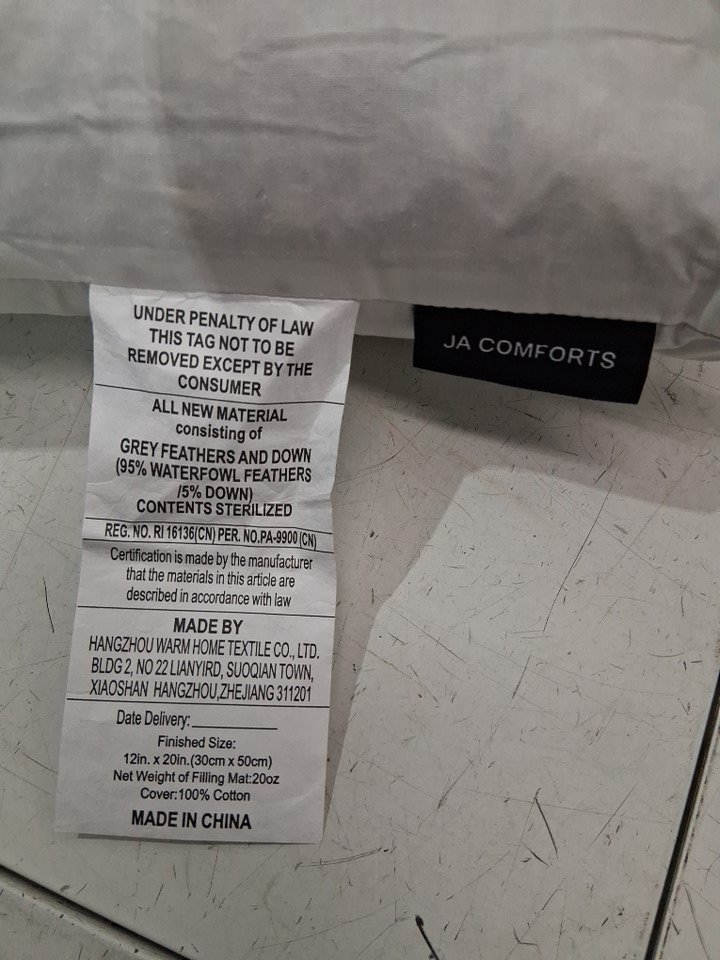 UNDER PENALTY OF LAW
THIS TAG NOT TO BE
REMOVED EXCEPT BY THE
CONSUMER
ALL NEW MATERIAL
consisting of
GREY FEATHERS AND DOWN
(95% WATERFOWL FEATHERS
/5% DOWN)
CONTENTS STERILIZED
REG. NO. RI 16136(CN) PER. NO.PA-9900 (CN)
Certification is made by the manufacturer
that the materials in this article are
described in accordance with law
MADE BY
HANGZHOU WARM HOME TEXTILE CO., LTD.
BLDG 2, NO 22 LIANYIRD, SUOQIAN TOWN,
XIAOSHAN HANGZHOU,ZHEJIANG 311201
Date Delivery:
Finished Size:
12in. x 20in.(30cm x 50cm)
Net Weight of Filling Mat:20oz
Cover:100% Cotton
MADE IN CHINA
JA COMFORTS